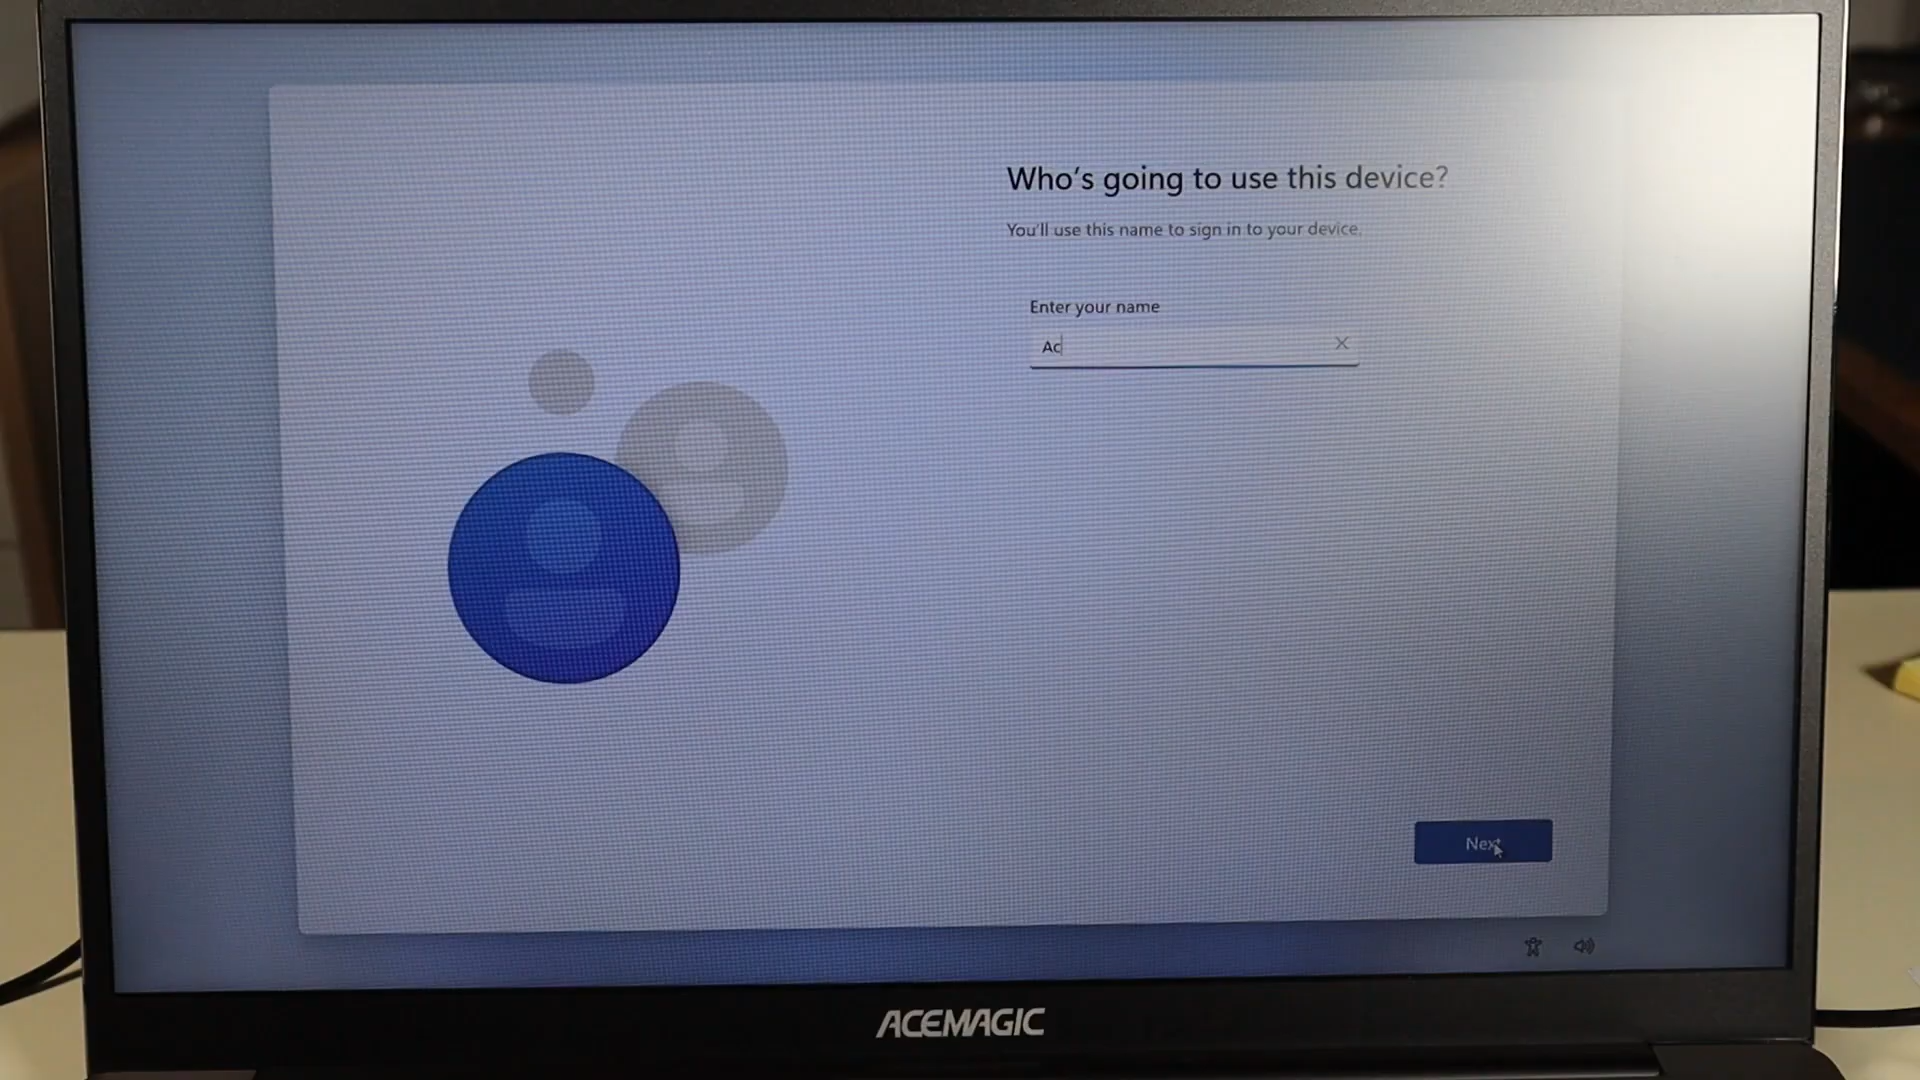 Who's going to use this device?
You'll use this name to sign in to your device.
Enter your name
Ac
Next
ACEMAGIC